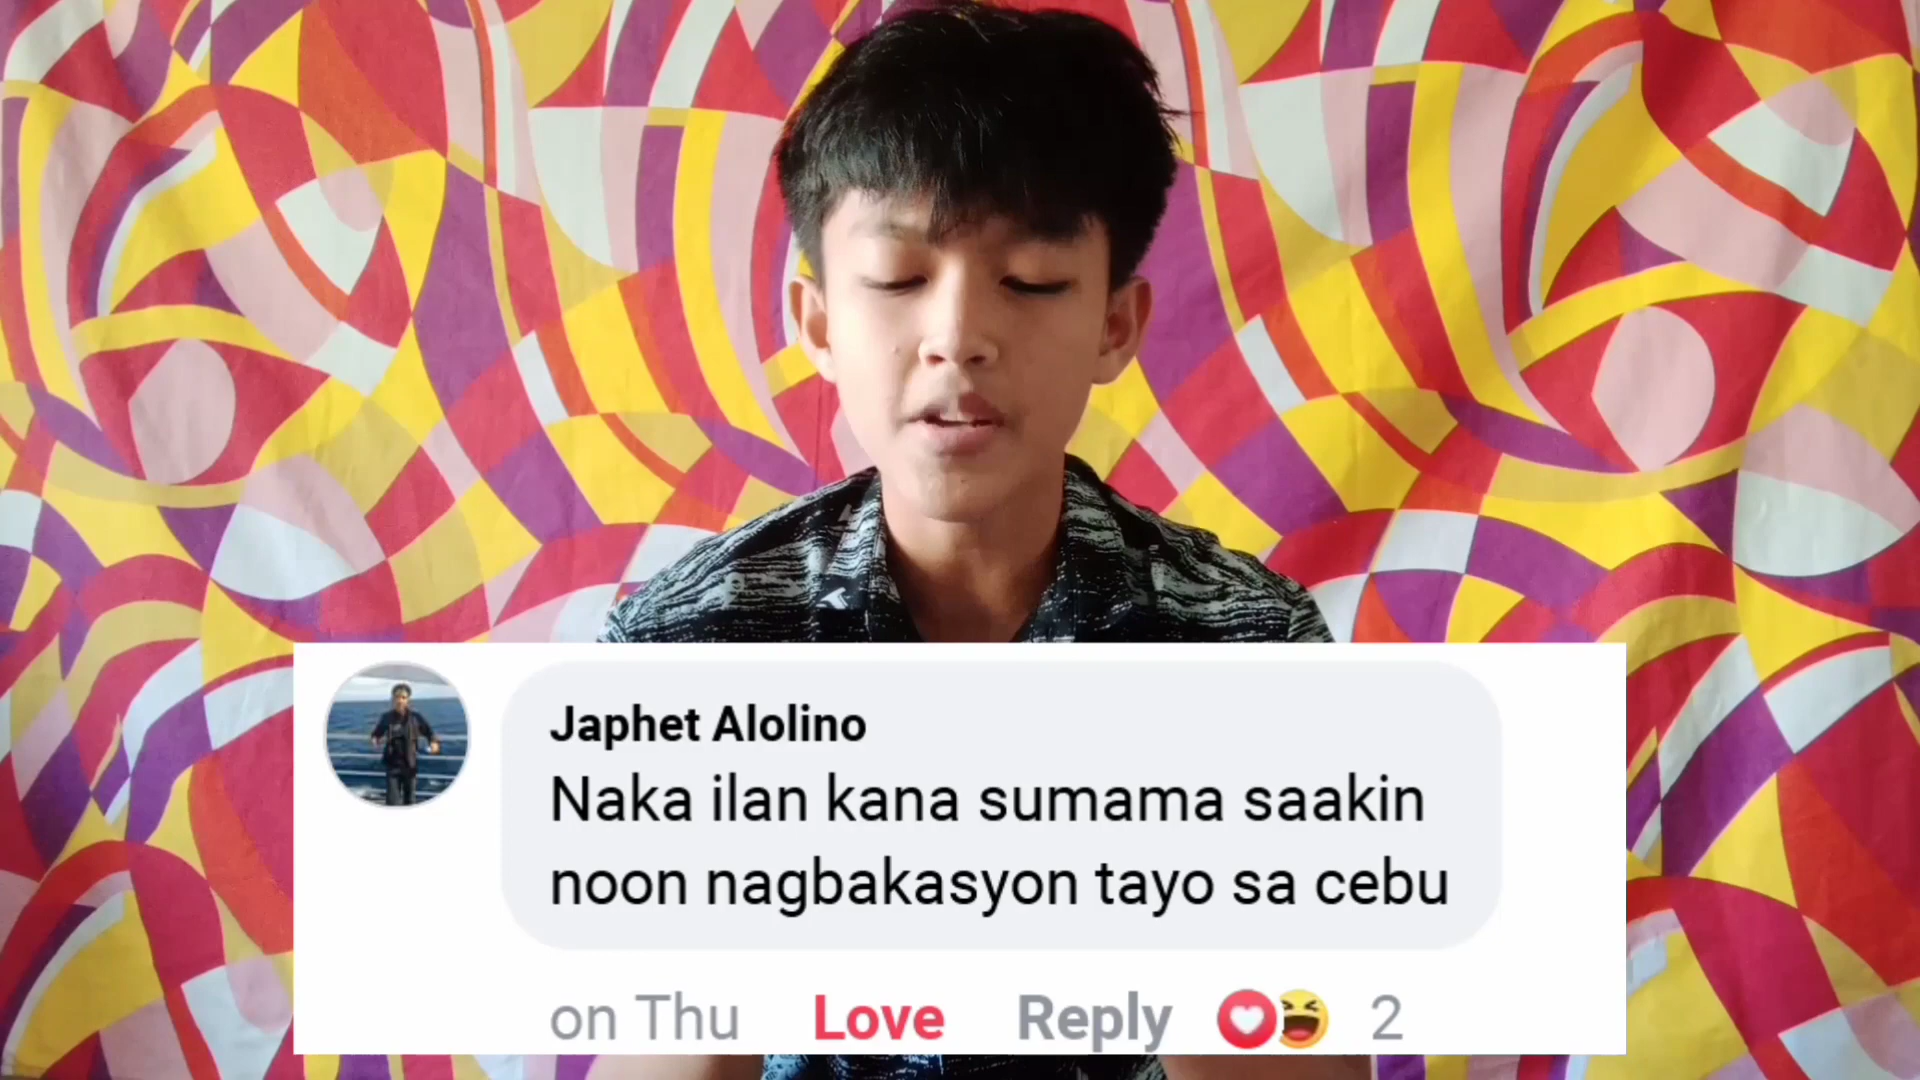 Japhet Alolino
Naka ilan kana sumama saakin
noon nagbakasyon tayo sa cebu
on Thu Love Reply 2